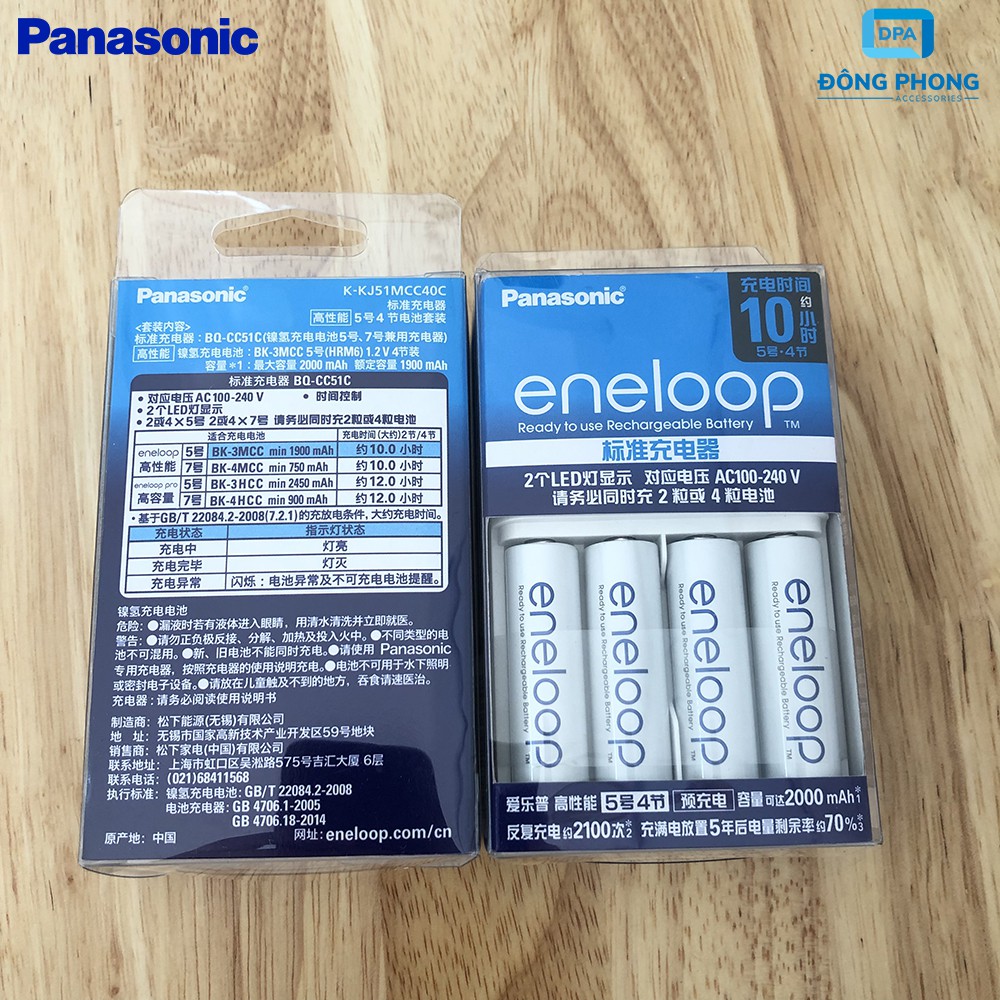 Panasonic
DPA
ĐÔNG PHONG
ACCESSORIES
Panasonic
K-KJ51MCC40C
标准充电器
高性能 5号4节电池套装
<套装内容>
标准充电器：BQ-CC51C(镍氢充电电池5号、7号兼用充电器)
高性能 镍氢充电电池：BK-3MCC 5号(HRM6) 1.2V 4节装
容量*1：最大容量 2000 mAh 额定容量 1900 mAh
标准充电器 BQ-CC51C
• 对应电压 AC100-240 V • 时间控制
• 2个LED灯显示
• 2或4×5号 2或4×7号 请务必同时充2粒或4粒电池
适合充电电池 充电时间(大约)2节/4节
eneloop 高性能 5号 BK-3MCC min 1900 mAh 约10.0 小时
7号 BK-4MCC min 750 mAh 约10.0 小时
eneloop pro 高容量 5号 BK-3HCC min 2450 mAh 约12.0 小时
7号 BK-4HCC min 900 mAh 约12.0 小时
• 基于GB/T 22084.2-2008(7.2.1)的充放电条件，大约充电时间。
充电状态 指示灯状态
充电中 灯亮
充电完毕 灯灭
充电异常 闪烁：电池异常及不可充电电池提醒。
镍氢充电电池
危险：●漏液时若有液体进入眼睛，用清水清洗并立即就医。
警告：●请勿正负极反接、分解、加热及投入火中。●不同类型的电
池不可混用。●新、旧电池不能同时充电。●请使用 Panasonic
专用充电器，按照充电器的使用说明充电。●电池不可用于水下照明
或密封电子设备。●请放在儿童触及不到的地方，吞食请速医治。
充电器：请务必阅读使用说明书
制造商：松下能源(无锡)有限公司
地 址：无锡市国家高新技术产业开发区59号地块
销售商：松下家电(中国)有限公司
联系地址：上海市虹口区吴淞路575号吉汇大厦 6层
联系电话：(021)68411568
执行标准：镍氢充电电池：GB/T 22084.2-2008
电池充电器：GB 4706.1-2005
GB 4706.18-2014
原产地：中国 网址：eneloop.com/cn
Panasonic
充电时间
约10小时
5号·4节
eneloop
Ready to use Rechargeable Battery TM
标准充电器
2个LED灯显示 对应电压 AC100-240 V
请务必同时充 2 粒或 4 粒电池
eneloop
Ready to use Rechargeable Battery TM
eneloop
Ready to use Rechargeable Battery TM
eneloop
Ready to use Rechargeable Battery TM
eneloop
Ready to use Rechargeable Battery TM
爱乐普 高性能 5号4节 预充电 容量可达2000 mAh*1
反复充电约2100次*2 充满电放置5年后电量剩余率约70%*3